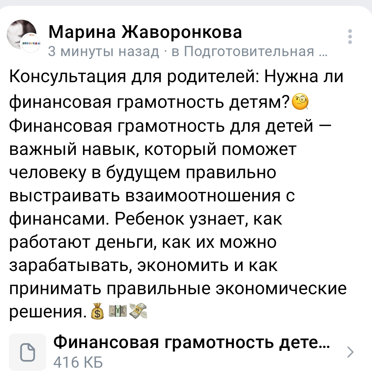 Марина Жаворонкова
3 минуты назад · в Подготовительная ...
Консультация для родителей: Нужна ли
финансовая грамотность детям?🧐
Финансовая грамотность для детей —
важный навык, который поможет
человеку в будущем правильно
выстраивать взаимоотношения с
финансами. Ребенок узнает, как
работают деньги, как их можно
зарабатывать, экономить и как
принимать правильные экономические
решения.💰💵💸
Финансовая грамотность дете...
416 КБ